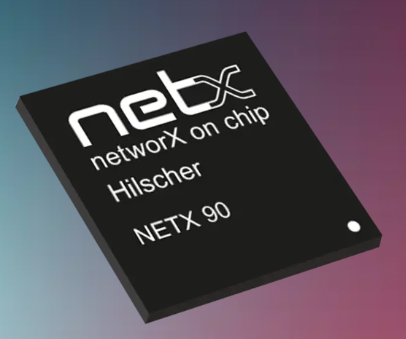 netx
networX on chip
Hilscher
NETX 90